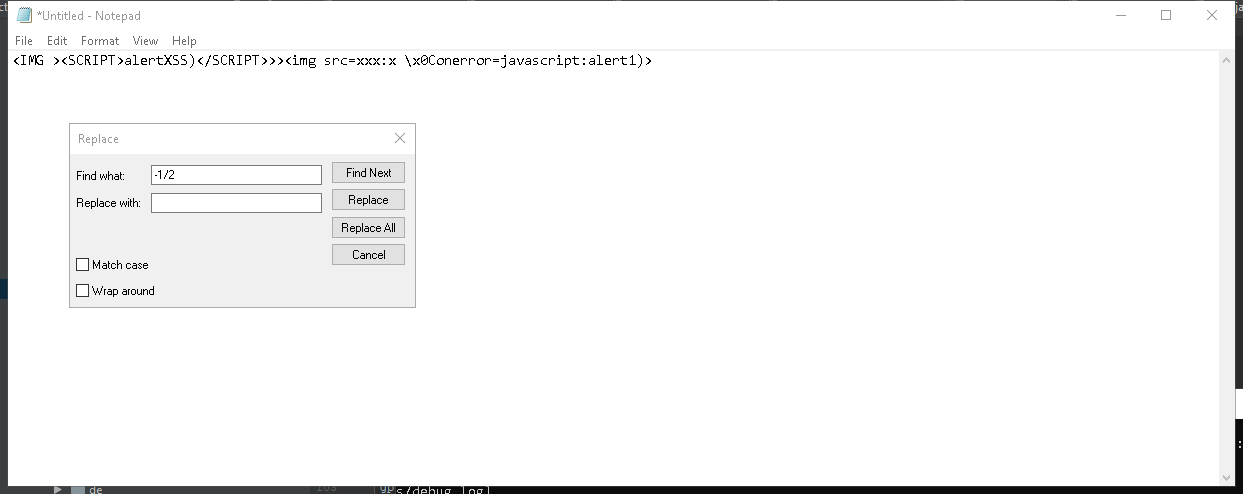 *Untitled - Notepad
File Edit Format View Help
<IMG ><SCRIPT>alertXSS)</SCRIPT>>><img src=xxx:x \x0Conerror=javascript:alert1)>
Replace
Find what: -1/2 Find Next
Replace with: Replace
Replace All
Cancel
Match case
Wrap around
de
s/debug.log